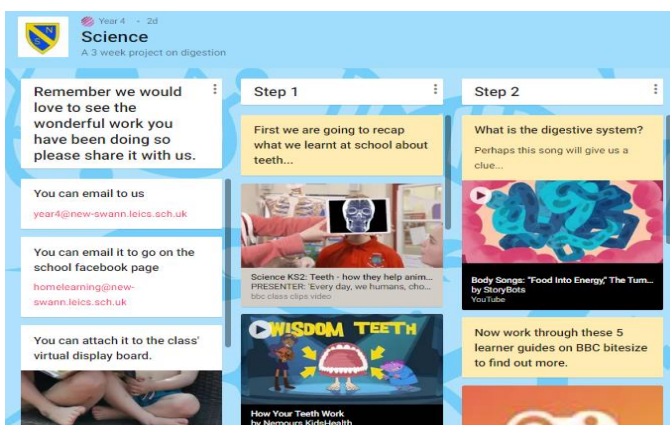 Year 4 - 2d
Science
A 3 week project on digestion
Remember we would
love to see the
wonderful work you
have been doing so
please share it with us.
You can email to us
year4@new-swann.leics.sch.uk
You can email it to go on the
school facebook page
homelearning@new-
swann.leics.sch.uk
You can attach it to the class'
virtual display board.
Step 1
First we are going to recap
what we learnt at school about
teeth...
Science KS2: Teeth - how they help anim...
PRESENTER: 'Every day, we humans, cho...
bbc class clips video
WISDOM TEETH
How Your Teeth Work
by Nemours KidsHealth
Step 2
What is the digestive system?
Perhaps this song will give us a
clue...
Body Songs: "Food Into Energy," The Tum...
by StoryBots
YouTube
Now work through these 5
learner guides on BBC bitesize
to find out more.